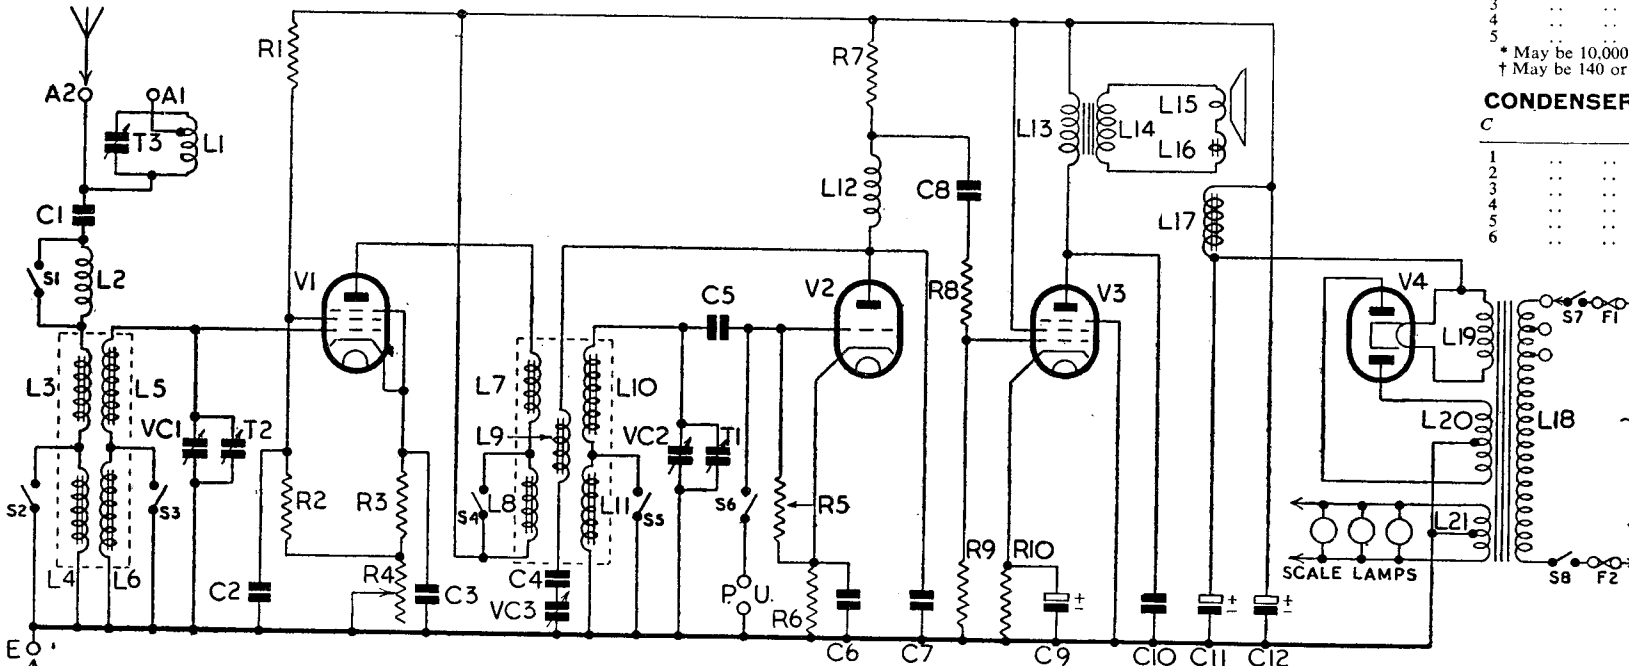 3 .. ..
4 .. ..
5 .. ..
* May be 10,000
† May be 140 or
CONDENSER
C
1 .. ..
2 .. ..
3 .. ..
4 .. ..
5 .. ..
6 .. ..
A2
A1
T3
L1
C1
S1
L2
L3
L5
S2
S3
L4
L6
VC1
T2
R1
V1
R2
R3
R4
C2
C3
L7
L9
L10
L8
S4
L11
S5
C4
VC3
VC2
T1
C5
S6
P. U.
V2
R5
R6
C6
C7
R7
L12
C8
R8
R9
R10
V3
L13
L14
L15
L16
L17
C9
+
-
C10
C11
+
-
C12
+
-
V4
L19
L20
L21
L18
SCALE LAMPS
S7
F1
S8
F2
~
E